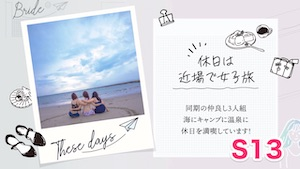 Bride
These days
休日は
近場で女子旅
同期の仲良し3人組
海にキャンプに温泉に
休日を満喫しています!
S13